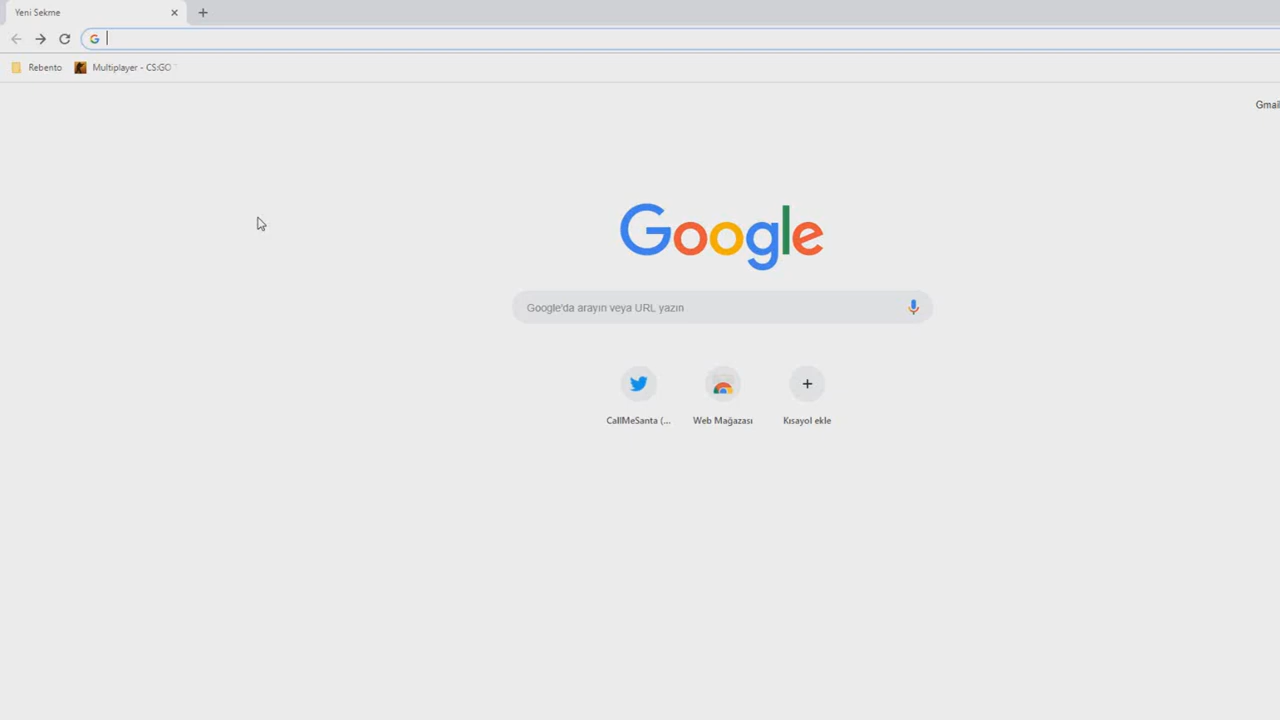 Yeni Sekme
Rebento
Multiplayer - CS:GO
Gmail
Google
Google'da arayın veya URL yazın
CallMeSanta (...
Web Mağazası
Kısayol ekle